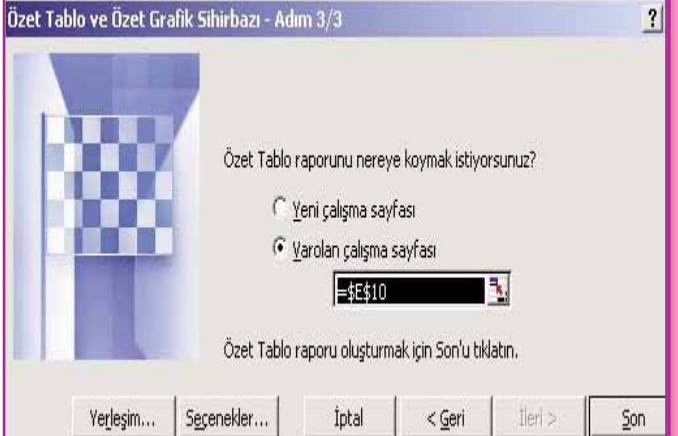 Özet Tablo ve Özet Grafik Sihirbazı - Adım 3/3 ?
Özet Tablo raporunu nereye koymak istiyorsunuz?
Yeni çalışma sayfası
Varolan çalışma sayfası
=$E$10
Özet Tablo raporu oluşturmak için Son'u tıklatın.
Yerleşim... Seçenekler... İptal < Geri İleri > Son